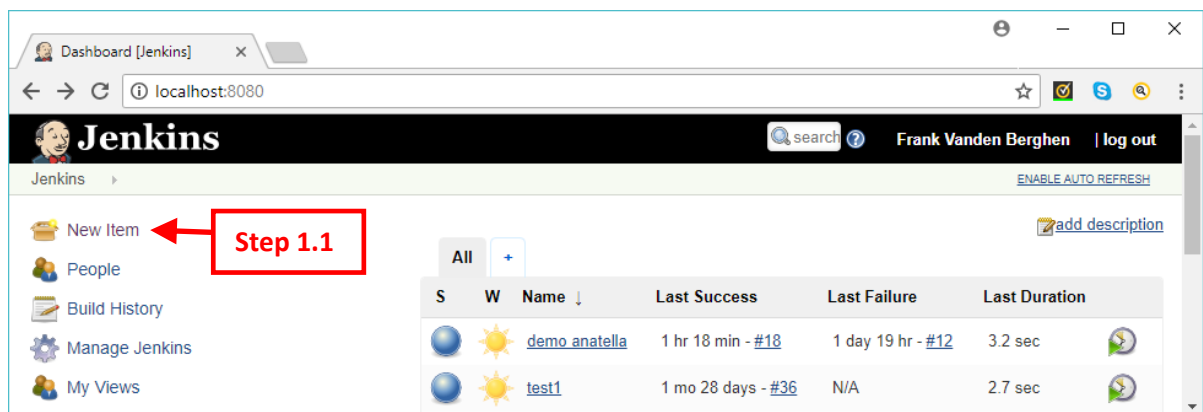 Dashboard [Jenkins]
localhost:8080
Jenkins
search
Frank Vanden Berghen | log out
Jenkins
ENABLE AUTO REFRESH
New Item
Step 1.1
add description
People
Build History
Manage Jenkins
My Views
All +
S W Name ↓ Last Success Last Failure Last Duration
demo anatella 1 hr 18 min - #18 1 day 19 hr - #12 3.2 sec
test1 1 mo 28 days - #36 N/A 2.7 sec